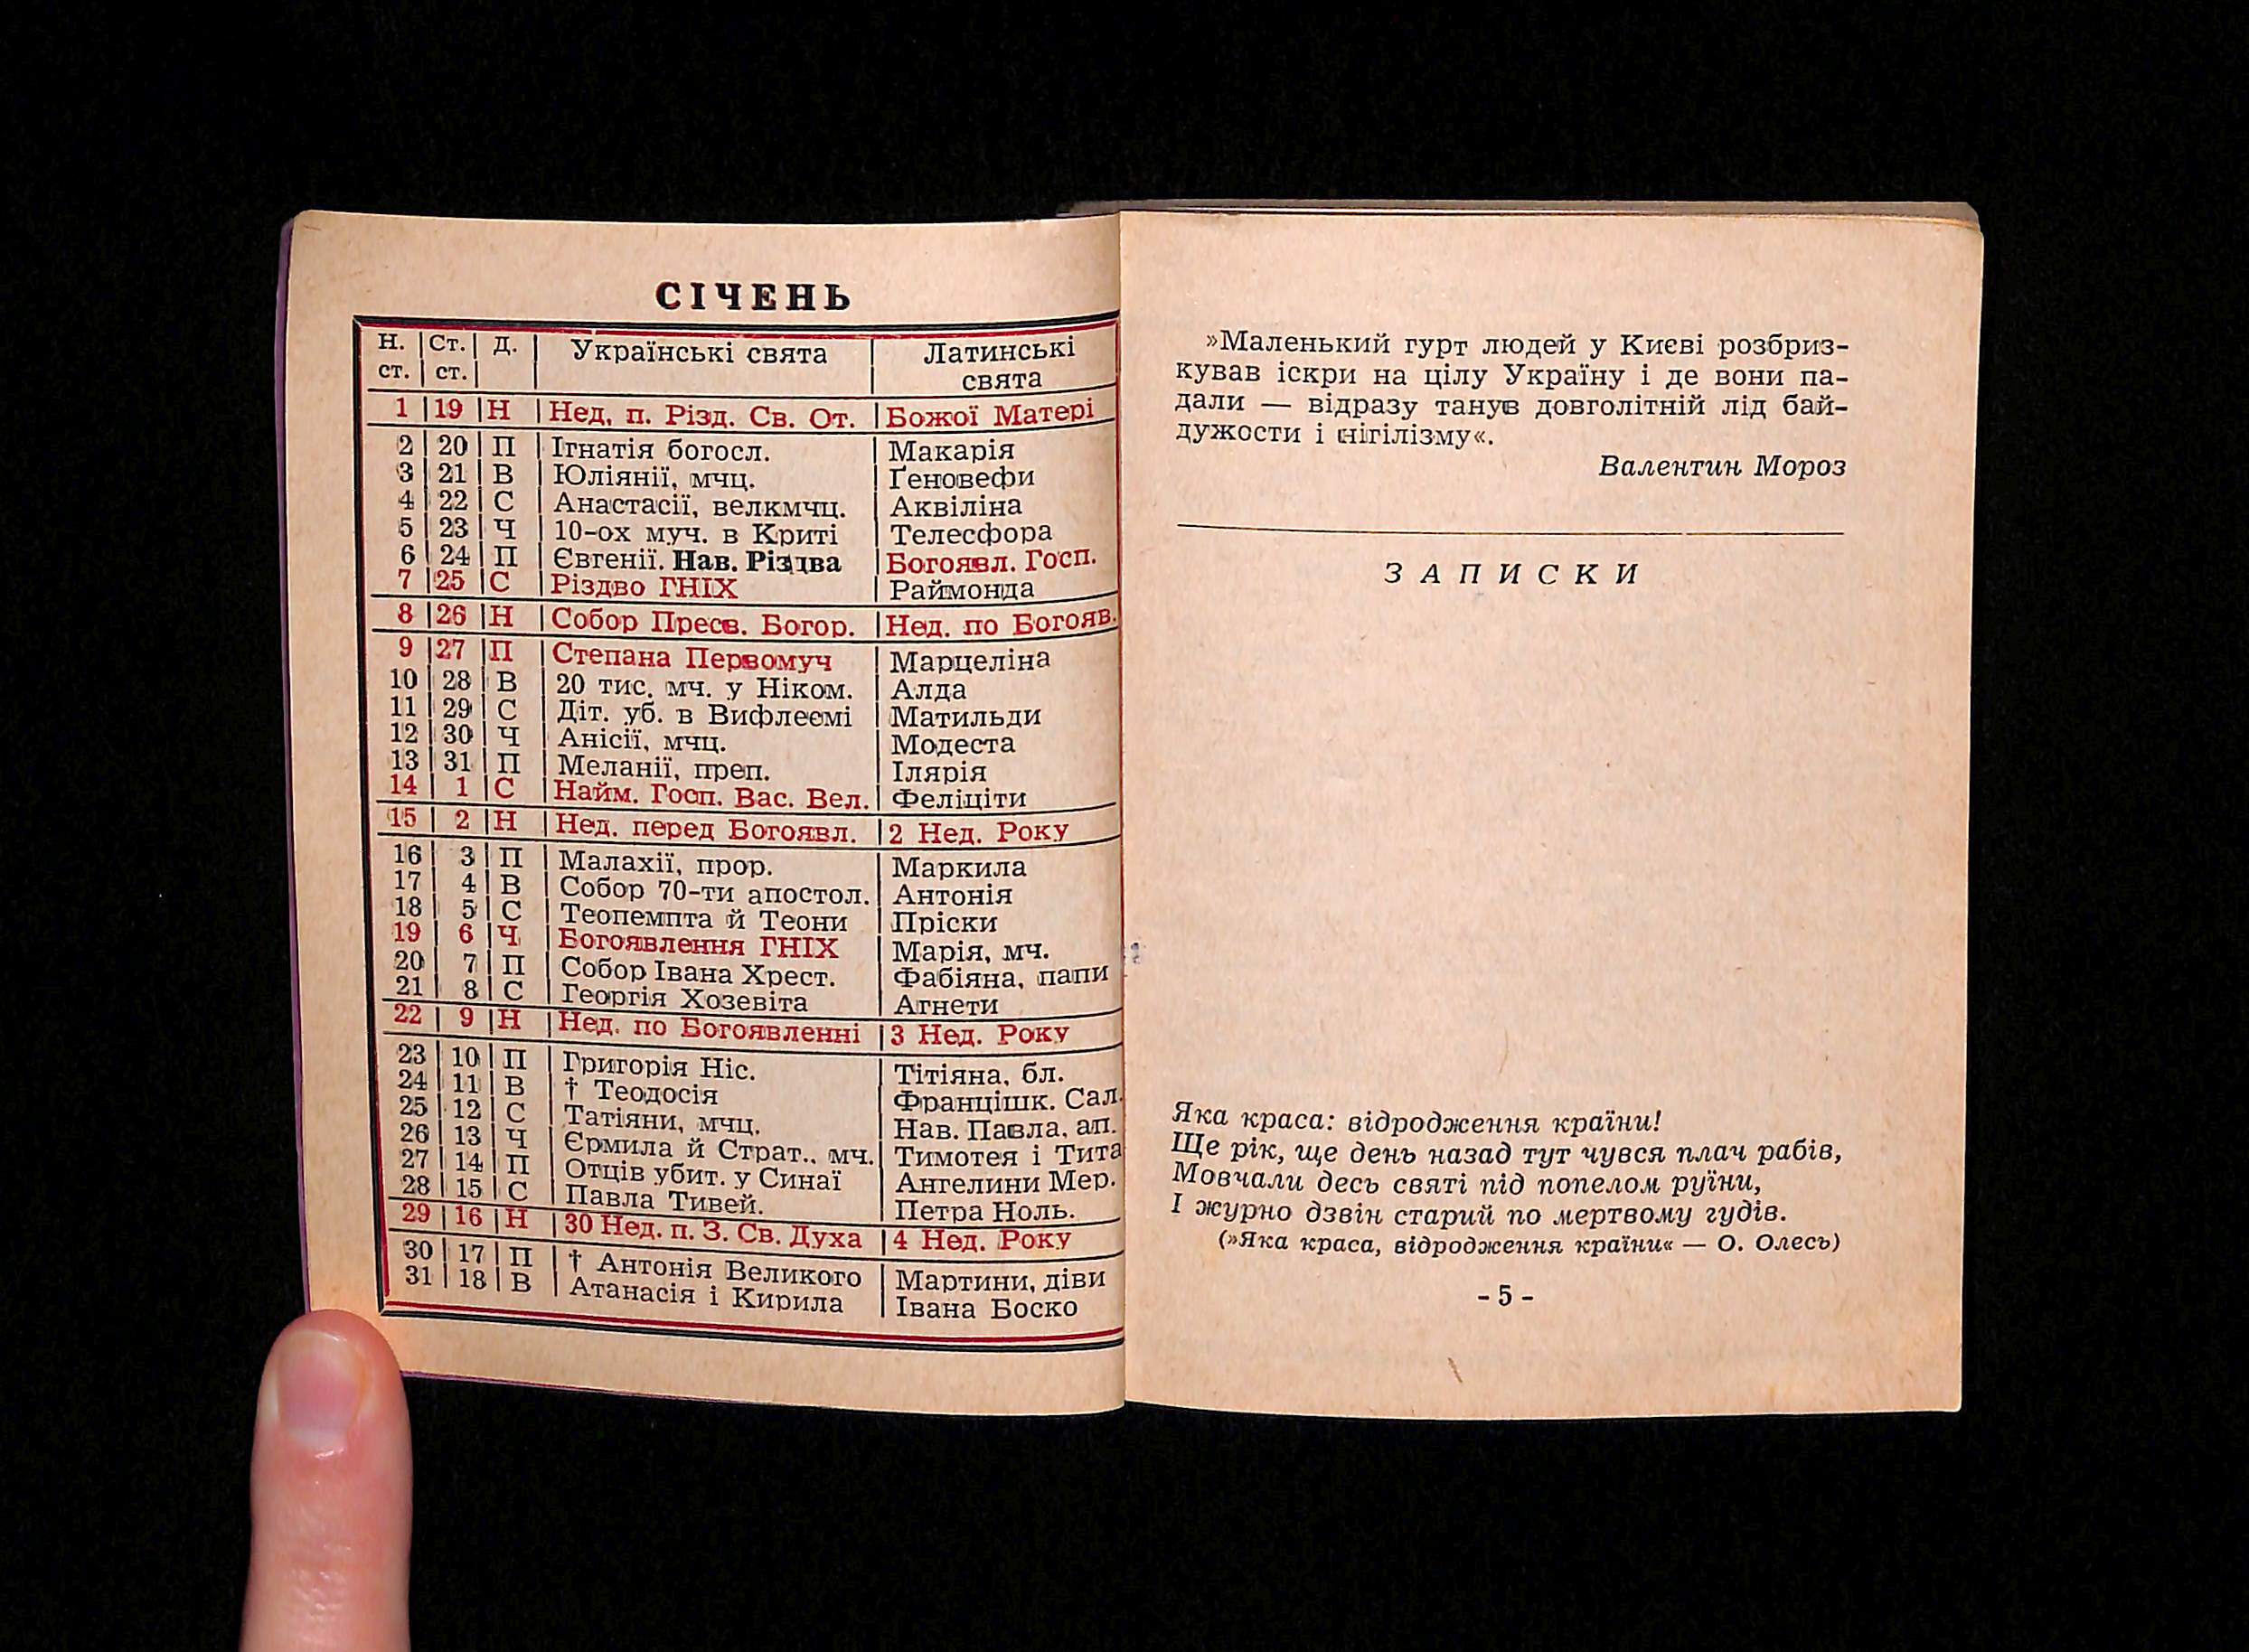 СІЧЕНЬ
Н. ст. | Ст. ст. | Д. | Українські свята | Латинські свята
1 | 19 | Н | Нед. п. Різд. Св. От. | Божої Матері
2 | 20 | П | Ігнатія богосл. | Макарія
3 | 21 | В | Юліянії, мчц. | Ґеновефи
4 | 22 | С | Анастасії, велкмчц. | Аквіліна
5 | 23 | Ч | 10-ох муч. в Криті | Телесфора
6 | 24 | П | Євгенії. Нав. Різдва | Богоявл. Госп.
7 | 25 | С | Різдво ГНІХ | Раймонда
8 | 26 | Н | Собор Пресв. Богор. | Нед. по Богояв.
9 | 27 | П | Степана Первомуч | Марцеліна
10 | 28 | В | 20 тис. мч. у Ніком. | Алда
11 | 29 | С | Діт. уб. в Вифлеємі | Матильди
12 | 30 | Ч | Анісії, мчц. | Модеста
13 | 31 | П | Меланії, преп. | Ілярія
14 | 1 | С | Найм. Госп. Вас. Вел. | Феліціти
15 | 2 | Н | Нед. перед Богоявл. | 2 Нед. Року
16 | 3 | П | Малахії, прор. | Маркила
17 | 4 | В | Собор 70-ти апостол. | Антонія
18 | 5 | С | Теопемпта й Теони | Пріски
19 | 6 | Ч | Богоявлення ГНІХ | Марія, мч.
20 | 7 | П | Собор Івана Хрест. | Фабіяна, папи
21 | 8 | С | Георгія Хозевіта | Агнети
22 | 9 | Н | Нед. по Богоявленні | 3 Нед. Року
23 | 10 | П | Григорія Ніс. | Тітіяна, бл.
24 | 11 | В | † Теодосія | Францішк. Сал.
25 | 12 | С | Татіяни, мчц. | Нав. Павла, ап.
26 | 13 | Ч | Єрмила й Страт., мч. | Тимотея і Тита
27 | 14 | П | Отців убит. у Синаї | Ангелини Мер.
28 | 15 | С | Павла Тивей. | Петра Ноль.
29 | 16 | Н | 30 Нед. п. З. Св. Духа | 4 Нед. Року
30 | 17 | П | † Антонія Великого | Мартини, діви
31 | 18 | В | Атанасія і Кирила | Івана Боско
»Маленький гурт людей у Києві розбриз-
кував іскри на цілу Україну і де вони па-
дали — відразу танув довголітній лід бай-
дужости і нігілізму«.
Валентин Мороз
ЗАПИСКИ
Яка краса: відродження країни!
Ще рік, ще день назад тут чувся плач рабів,
Мовчали десь святі під попелом руїни,
І журно дзвін старий по мертвому гудів.
(»Яка краса, відродження країни« — О. Олесь)
- 5 -